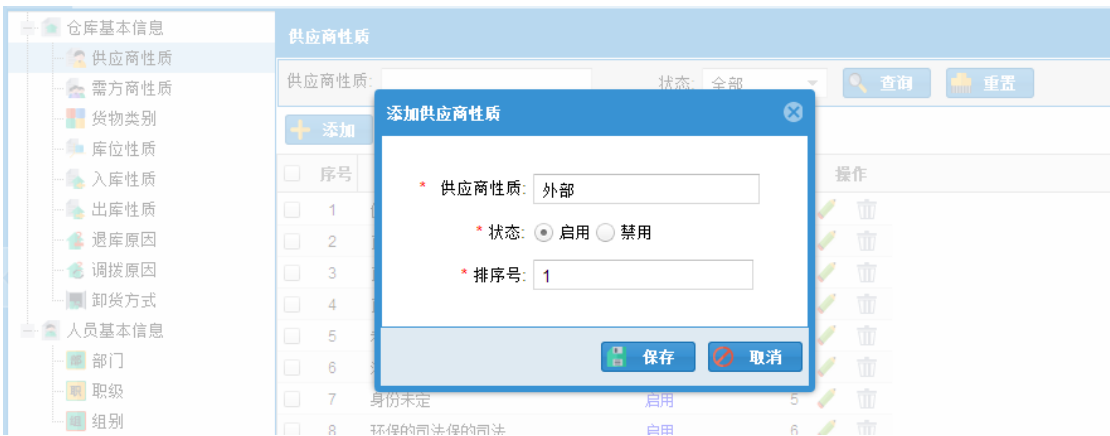 仓库基本信息
供应商性质
需方商性质
货物类别
库位性质
入库性质
出库性质
退库原因
调拨原因
卸货方式
人员基本信息
部门
职级
组别
供应商性质
供应商性质: 状态: 全部 查询 重置
添加
序号 操作
1
2
3
4
5
6
7 身份未定 启用 5
8 环保的司法保的司法 启用 6
添加供应商性质
* 供应商性质: 外部
* 状态: 启用 禁用
* 排序号: 1
保存 取消